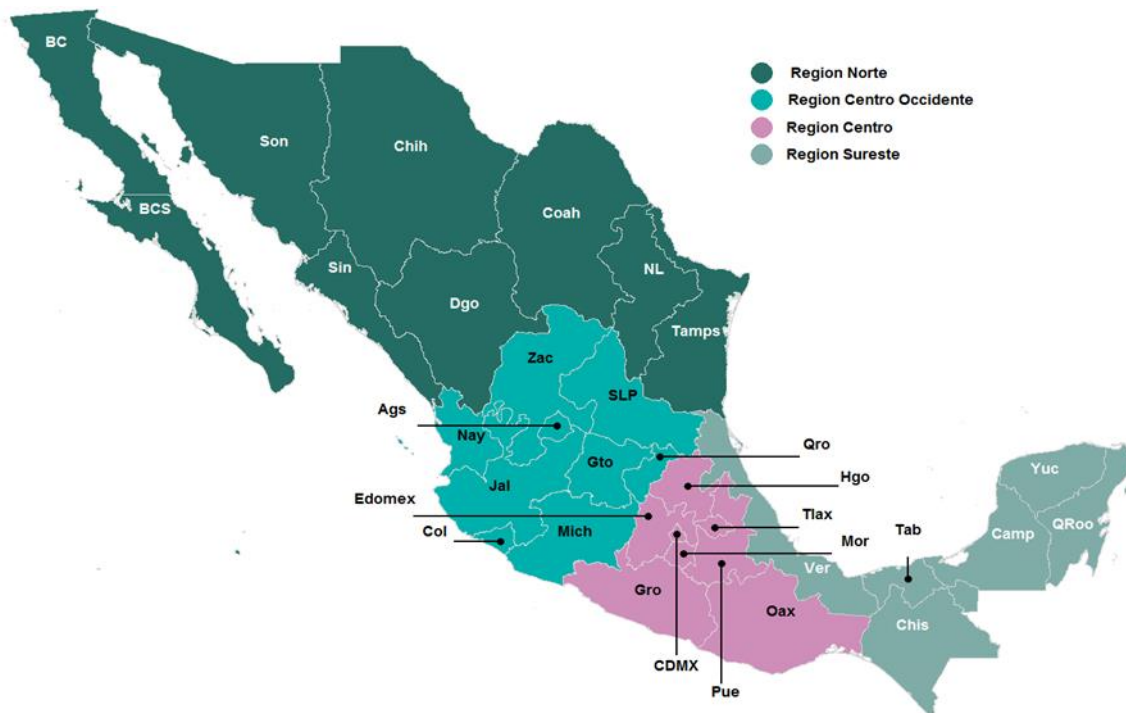 BC
Region Norte
Region Centro Occidente
Region Centro
Region Sureste
Son
Chih
BCS
Coah
Sin
NL
Dgo
Tamps
Zac
SLP
Ags
Nay
Qro
Gto
Yuc
Hgo
Jal
Edomex
Tlax
QRoo
Col
Mich
Mor
Tab
Camp
Ver
Gro
Oax
Chis
CDMX
Pue